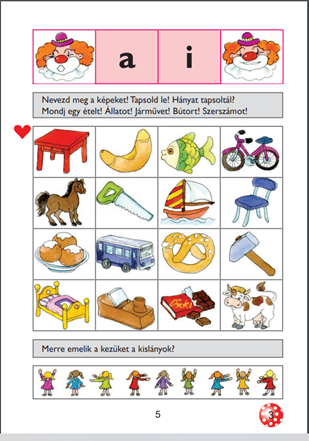 a i
Nevezd meg a képeket! Tapsold le! Hányat tapsoltál?
Mondj egy ételt! Állatot! Járművet! Bútort! Szerszámot!
Merre emelik a kezüket a kislányok?
5
3